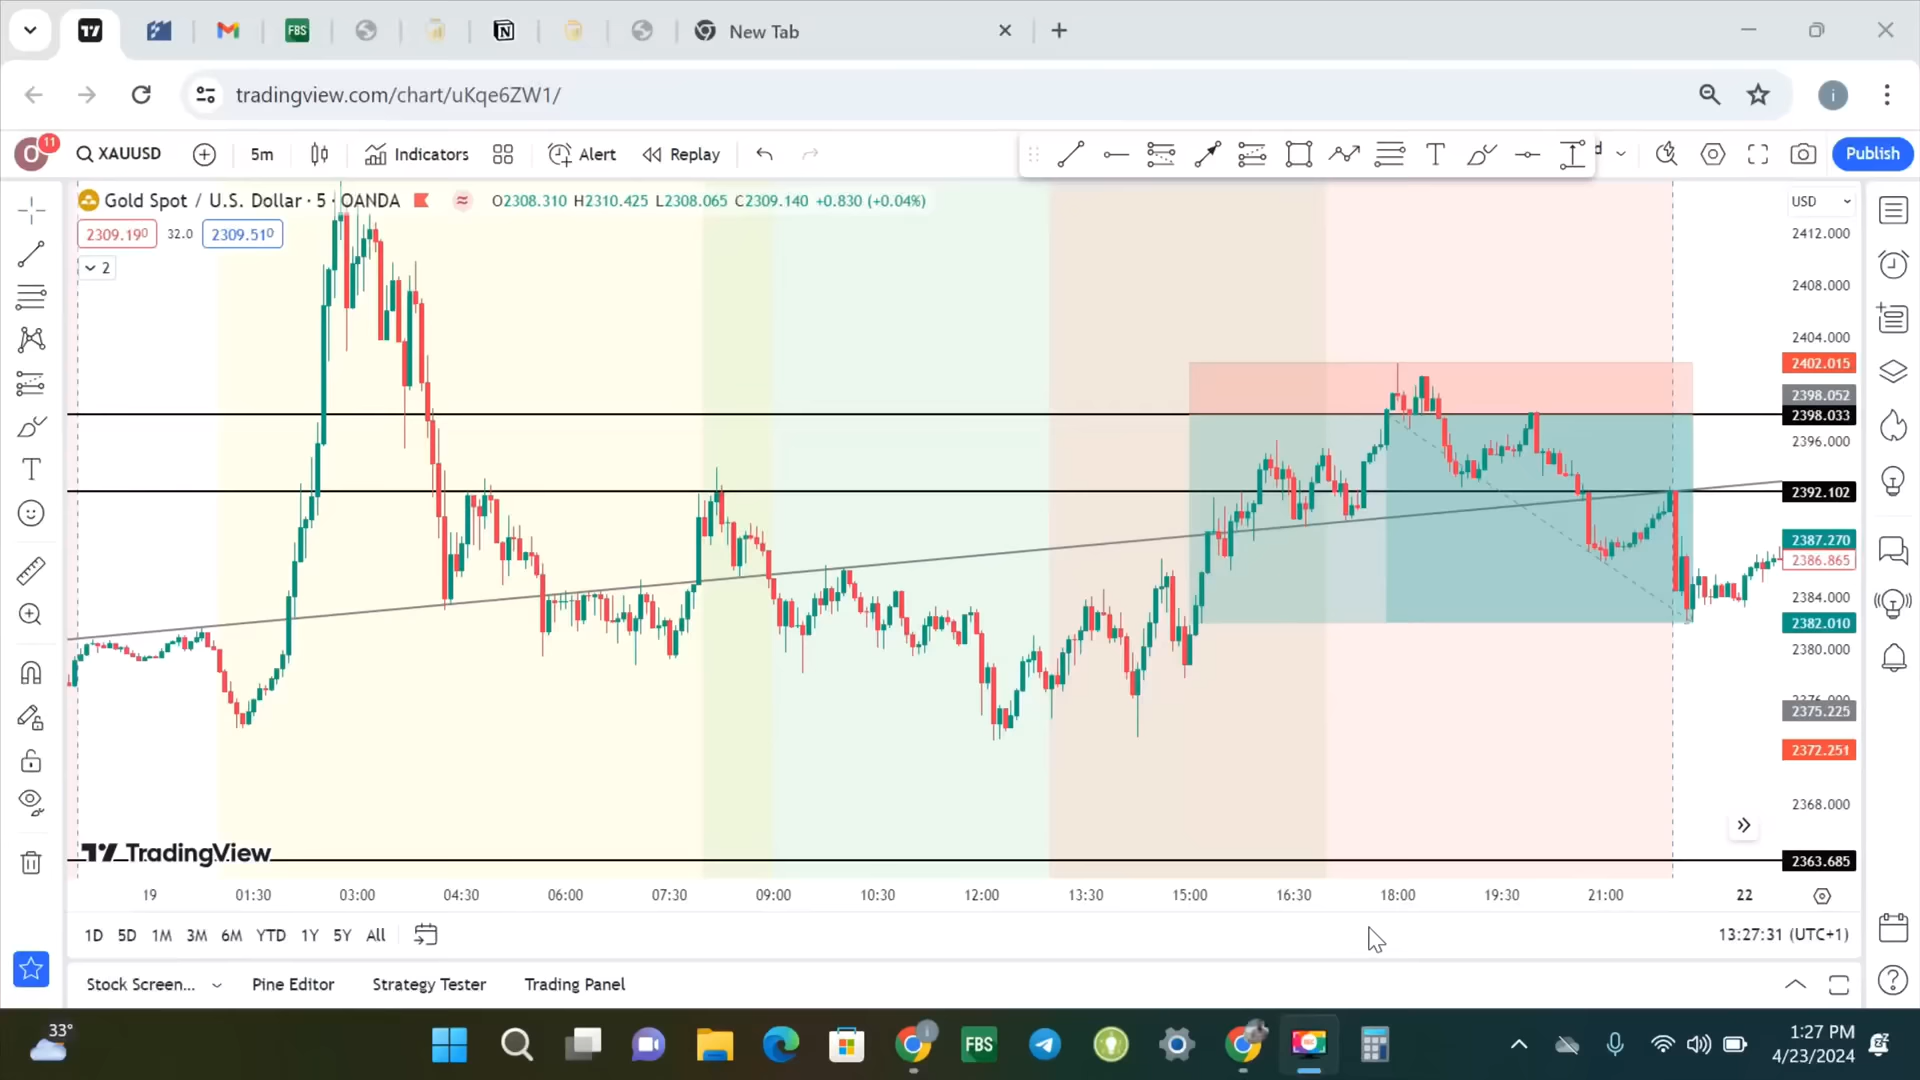 FBS
New Tab
tradingview.com/chart/uKqe6ZW1/
i
O
11
XAUUSD
5m
Indicators
Alert
Replay
Publish
Gold Spot / U.S. Dollar · 5 · OANDA
O2308.310 H2310.425 L2308.065 C2309.140 +0.830 (+0.04%)
2309.190
32.0
2309.510
2
USD
2412.000
2408.000
2404.000
2402.015
2398.052
2398.033
2396.000
2392.102
2387.270
2386.865
2384.000
2382.010
2380.000
2376.000
2375.225
2372.251
2368.000
2363.685
TradingView
19 01:30 03:00 04:30 06:00 07:30 09:00 10:30 12:00 13:30 15:00 16:30 18:00 19:30 21:00 22
1D 5D 1M 3M 6M YTD 1Y 5Y All
13:27:31 (UTC+1)
Stock Screen... Pine Editor Strategy Tester Trading Panel
33°
FBS
REC
1:27 PM
4/23/2024